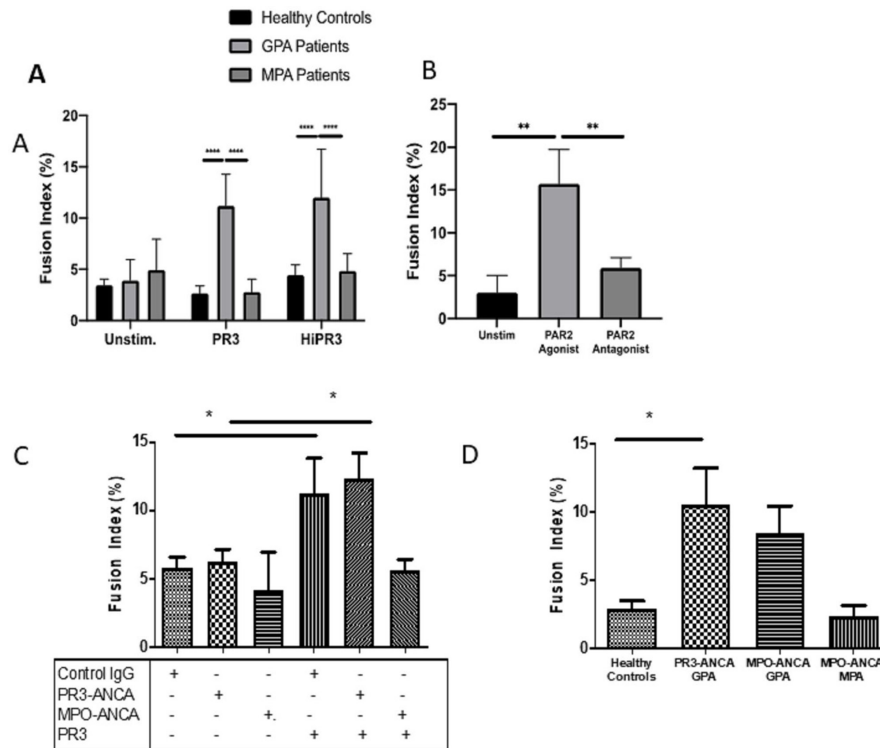 Healthy Controls
GPA Patients
MPA Patients
A
A
Fusion Index (%)
20
15
10
5
0
****
****
****
****
Unstim.
PR3
HiPR3
B
Fusion Index (%)
25
20
15
10
5
0
**
**
Unstim
PAR2
Agonist
PAR2
Antagonist
C
Fusion Index (%)
15
10
5
0
*
*
Control IgG + - - + - -
PR3-ANCA - + - - + -
MPO-ANCA - - +. - - +
PR3 - - - + + +
D
Fusion Index (%)
15
10
5
0
*
Healthy
Controls
PR3-ANCA
GPA
MPO-ANCA
GPA
MPO-ANCA
MPA